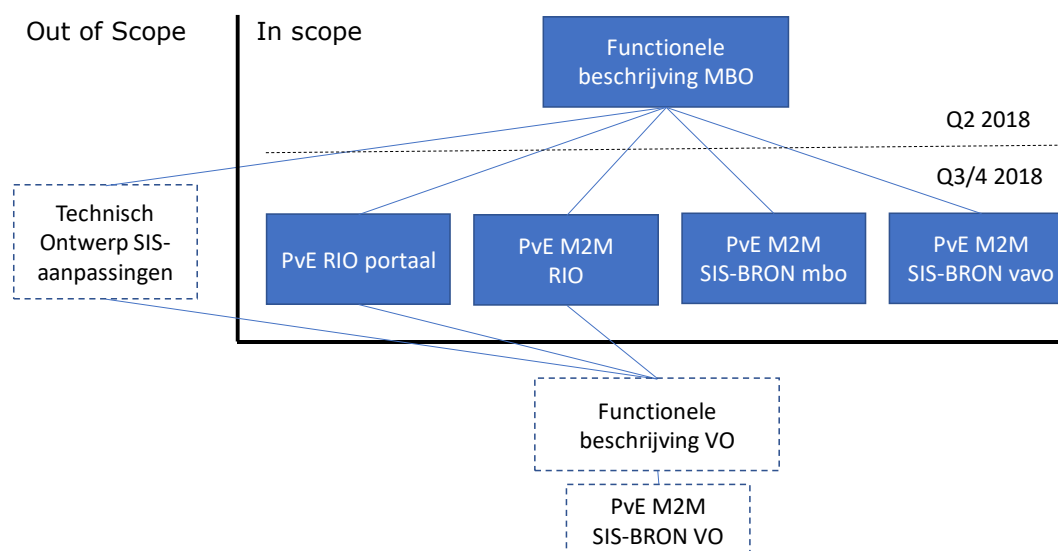 Out of Scope
In scope
Functionele
beschrijving MBO
Q2 2018
Q3/4 2018
Technisch
Ontwerp SIS-
aanpassingen
PvE RIO portaal
PvE M2M
RIO
PvE M2M
SIS-BRON mbo
PvE M2M
SIS-BRON vavo
Functionele
beschrijving VO
PvE M2M
SIS-BRON VO